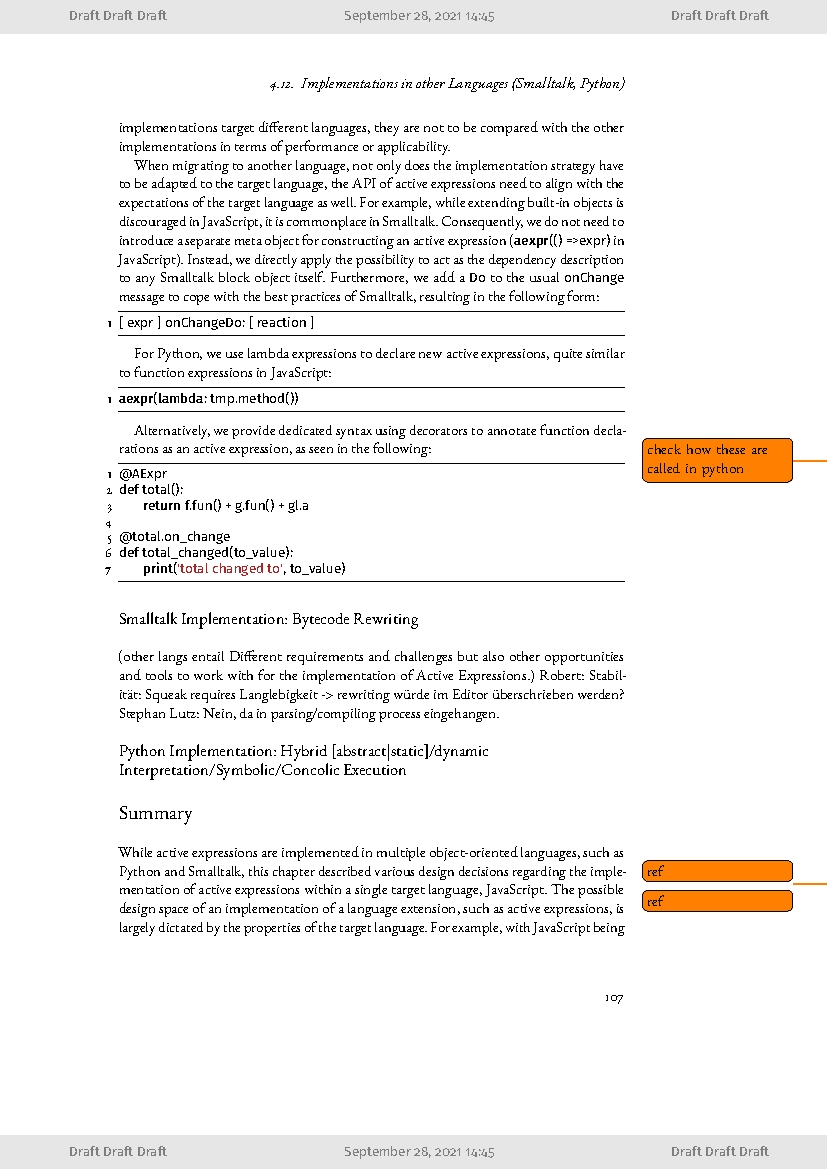 Draft Draft Draft September 28, 2021 14:45 Draft Draft Draft
4.12. Implementations in other Languages (Smalltalk, Python)
implementations target different languages, they are not to be compared with the other
implementations in terms of performance or applicability.
When migrating to another language, not only does the implementation strategy have
to be adapted to the target language, the API of active expressions need to align with the
expectations of the target language as well. For example, while extending built-in objects is
discouraged in JavaScript, it is commonplace in Smalltalk. Consequently, we do not need to
introduce a separate meta object for constructing an active expression (aexpr(() =>expr) in
JavaScript). Instead, we directly apply the possibility to act as the dependency description
to any Smalltalk block object itself. Furthermore, we add a Do to the usual onChange
message to cope with the best practices of Smalltalk, resulting in the following form:
1 [ expr ] onChangeDo: [ reaction ]
For Python, we use lambda expressions to declare new active expressions, quite similar
to function expressions in JavaScript:
1 aexpr(lambda: tmp.method())
Alternatively, we provide dedicated syntax using decorators to annotate function decla-
rations as an active expression, as seen in the following:
check how these are
called in python
1 @AExpr
2 def total():
3 return f.fun() + g.fun() + gl.a
4
5 @total.on_change
6 def total_changed(to_value):
7 print('total changed to', to_value)
Smalltalk Implementation: Bytecode Rewriting
(other langs entail Different requirements and challenges but also other opportunities
and tools to work with for the implementation of Active Expressions.) Robert: Stabil-
ität: Squeak requires Langlebigkeit -> rewriting würde im Editor überschrieben werden?
Stephan Lutz: Nein, da in parsing/compiling process eingehangen.
Python Implementation: Hybrid [abstract|static]/dynamic
Interpretation/Symbolic/Concolic Execution
Summary
While active expressions are implemented in multiple object-oriented languages, such as
Python and Smalltalk, this chapter described various design decisions regarding the imple-
mentation of active expressions within a single target language, JavaScript. The possible
design space of an implementation of a language extension, such as active expressions, is
largely dictated by the properties of the target language. For example, with JavaScript being
ref
ref
107
Draft Draft Draft September 28, 2021 14:45 Draft Draft Draft